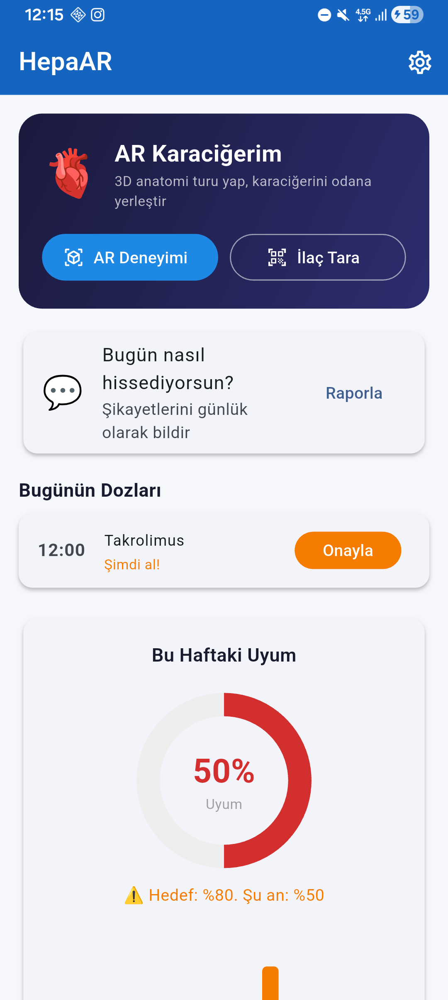 12:15
4.5G
59
HepaAR
AR Karaciğerim
3D anatomi turu yap, karaciğerini odana
yerleştir
AR Deneyimi
İlaç Tara
Bugün nasıl
hissediyorsun?
Şikayetlerini günlük
olarak bildir
Raporla
Bugünün Dozları
12:00
Takrolimus
Şimdi al!
Onayla
Bu Haftaki Uyum
50%
Uyum
Hedef: %80. Şu an: %50